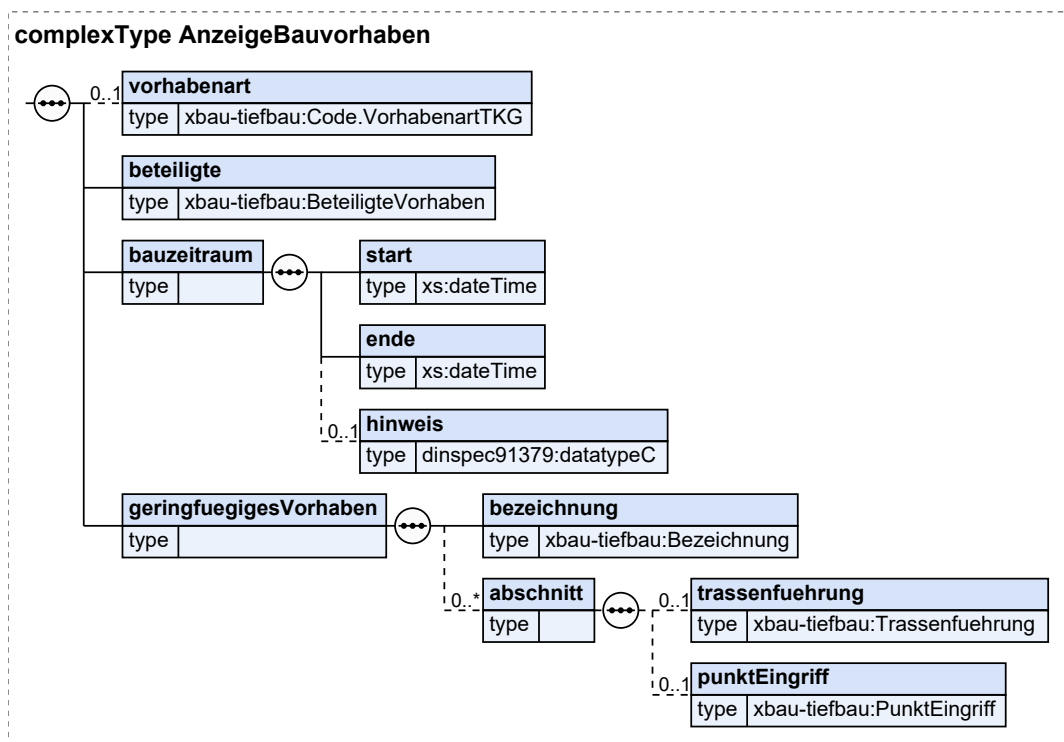 complexType AnzeigeBauvorhaben
0..1
vorhabenart
type xbau-tiefbau:Code.VorhabenartTKG
beteiligte
type xbau-tiefbau:BeteiligteVorhaben
bauzeitraum
type
start
type xs:dateTime
ende
type xs:dateTime
0..1
hinweis
type dinspec91379:datatypeC
geringfuegigesVorhaben
type
bezeichnung
type xbau-tiefbau:Bezeichnung
0..*
abschnitt
type
0..1
trassenfuehrung
type xbau-tiefbau:Trassenfuehrung
0..1
punktEingriff
type xbau-tiefbau:PunktEingriff